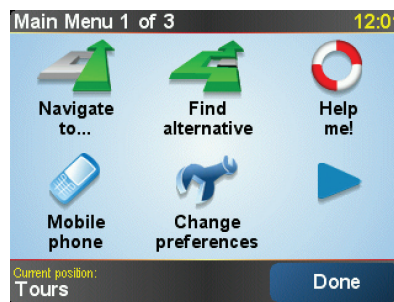 Main Menu 1 of 3 12:0
Navigate Find Help
to... alternative me!
Mobile Change
phone preferences
Current position:
Tours Done